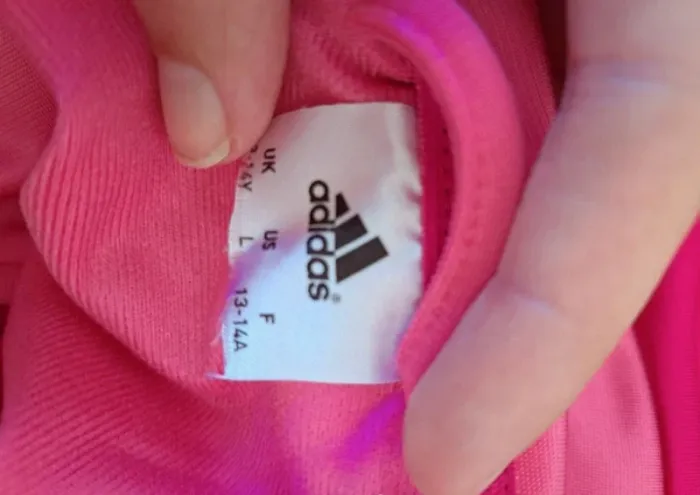 adidas®
UK US F
L 13-14A